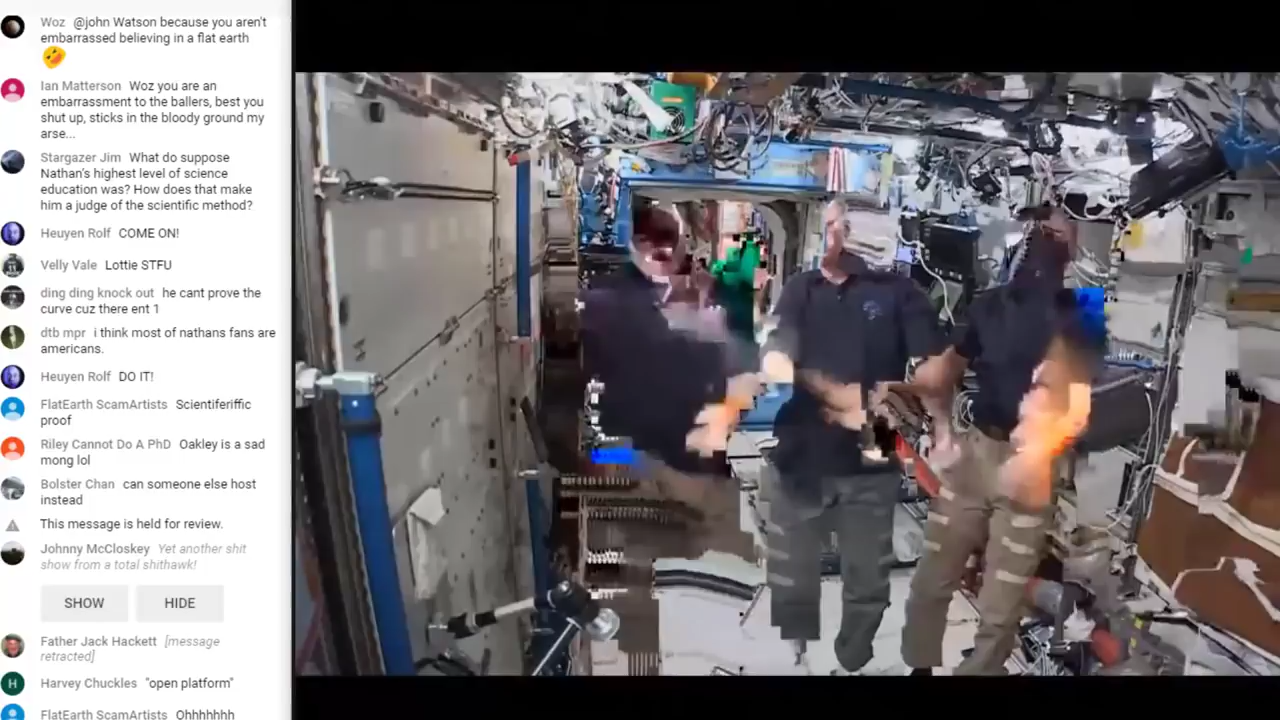 Woz @john Watson because you aren't
embarrassed believing in a flat earth
Ian Matterson Woz you are an
embarrassment to the ballers, best you
shut up, sticks in the bloody ground my
arse...
Stargazer Jim What do suppose
Nathan's highest level of science
education was? How does that make
him a judge of the scientific method?
Heuyen Rolf COME ON!
Velly Vale Lottie STFU
ding ding knock out he cant prove the
curve cuz there ent 1
dtb mpr i think most of nathans fans are
americans.
Heuyen Rolf DO IT!
FlatEarth ScamArtists Scientiferiffic
proof
Riley Cannot Do A PhD Oakley is a sad
mong lol
Bolster Chan can someone else host
instead
This message is held for review.
Johnny McCloskey Yet another shit
show from a total shithawk!
SHOW HIDE
Father Jack Hackett [message
retracted]
H Harvey Chuckles "open platform"
FlatEarth ScamArtists Ohhhhhhh